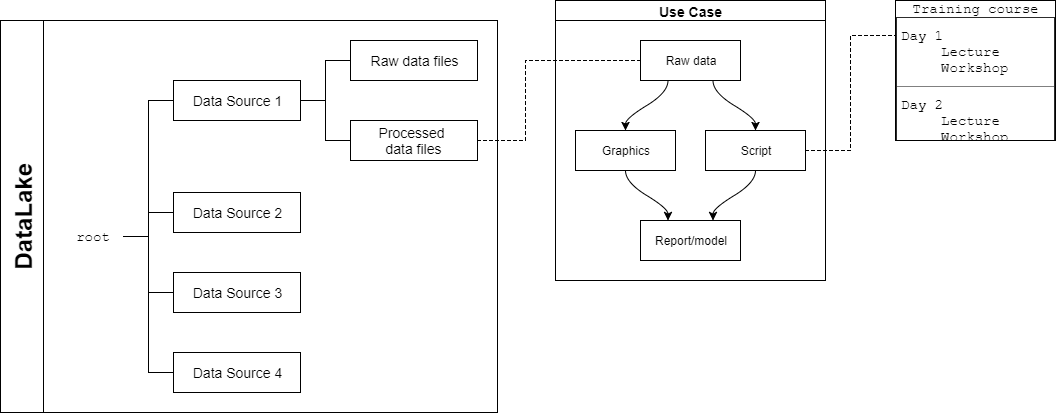 DataLake
root
Data Source 1
Raw data files
Processed
data files
Data Source 2
Data Source 3
Data Source 4
Use Case
Raw data
Graphics
Script
Report/model
Training course
Day 1
Lecture
Workshop
Day 2
Lecture
Workshop